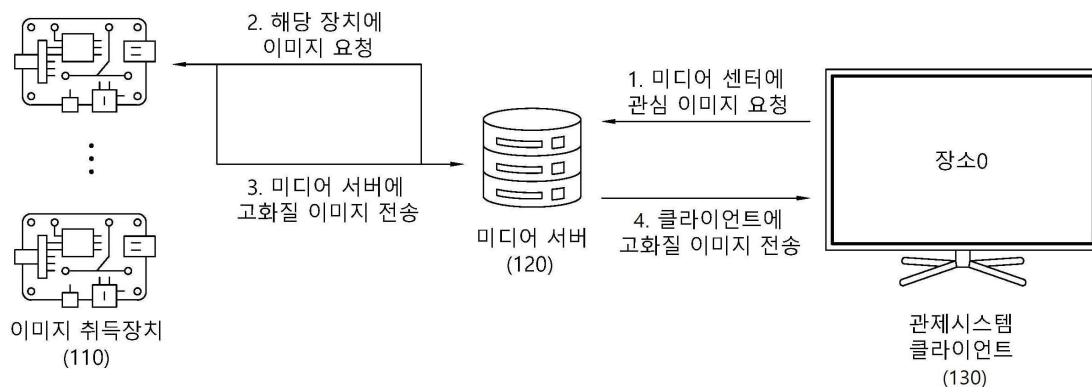 2. 해당 장치에
이미지 요청
1. 미디어 센터에
관심 이미지 요청
장소0
3. 미디어 서버에
고화질 이미지 전송
4. 클라이언트에
고화질 이미지 전송
미디어 서버
(120)
이미지 취득장치
(110)
관제시스템
클라이언트
(130)